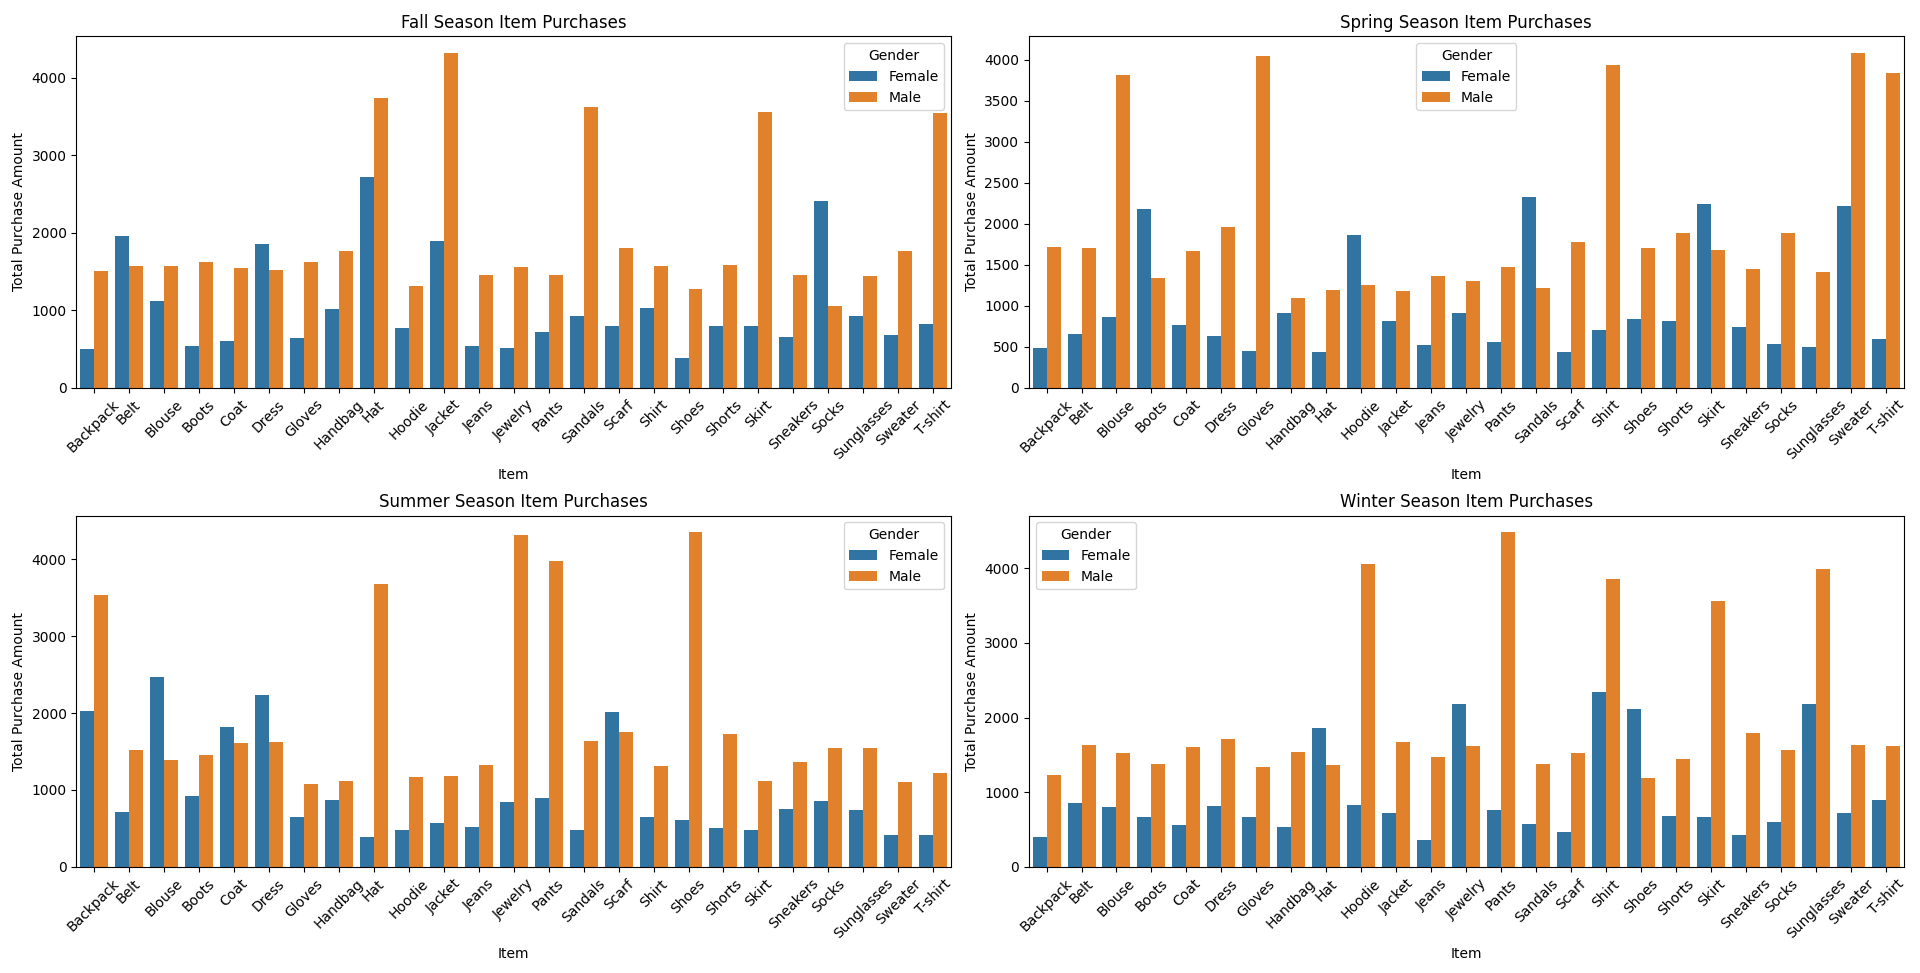 Fall Season Item Purchases
Total Purchase Amount
4000
3000
2000
1000
0
Gender
Female
Male
Backpack Belt Blouse Boots Coat Dress Gloves Handbag Hat Hoodie Jacket Jeans Jewelry Pants Sandals Scarf Shirt Shoes Shorts Skirt Sneakers Socks Sunglasses Sweater T-shirt
Item
Spring Season Item Purchases
Total Purchase Amount
4000
3500
3000
2500
2000
1500
1000
500
0
Gender
Female
Male
Backpack Belt Blouse Boots Coat Dress Gloves Handbag Hat Hoodie Jacket Jeans Jewelry Pants Sandals Scarf Shirt Shoes Shorts Skirt Sneakers Socks Sunglasses Sweater T-shirt
Item
Summer Season Item Purchases
Total Purchase Amount
4000
3000
2000
1000
0
Gender
Female
Male
Backpack Belt Blouse Boots Coat Dress Gloves Handbag Hat Hoodie Jacket Jeans Jewelry Pants Sandals Scarf Shirt Shoes Shorts Skirt Sneakers Socks Sunglasses Sweater T-shirt
Item
Winter Season Item Purchases
Total Purchase Amount
4000
3000
2000
1000
0
Gender
Female
Male
Backpack Belt Blouse Boots Coat Dress Gloves Handbag Hat Hoodie Jacket Jeans Jewelry Pants Sandals Scarf Shirt Shoes Shorts Skirt Sneakers Socks Sunglasses Sweater T-shirt
Item